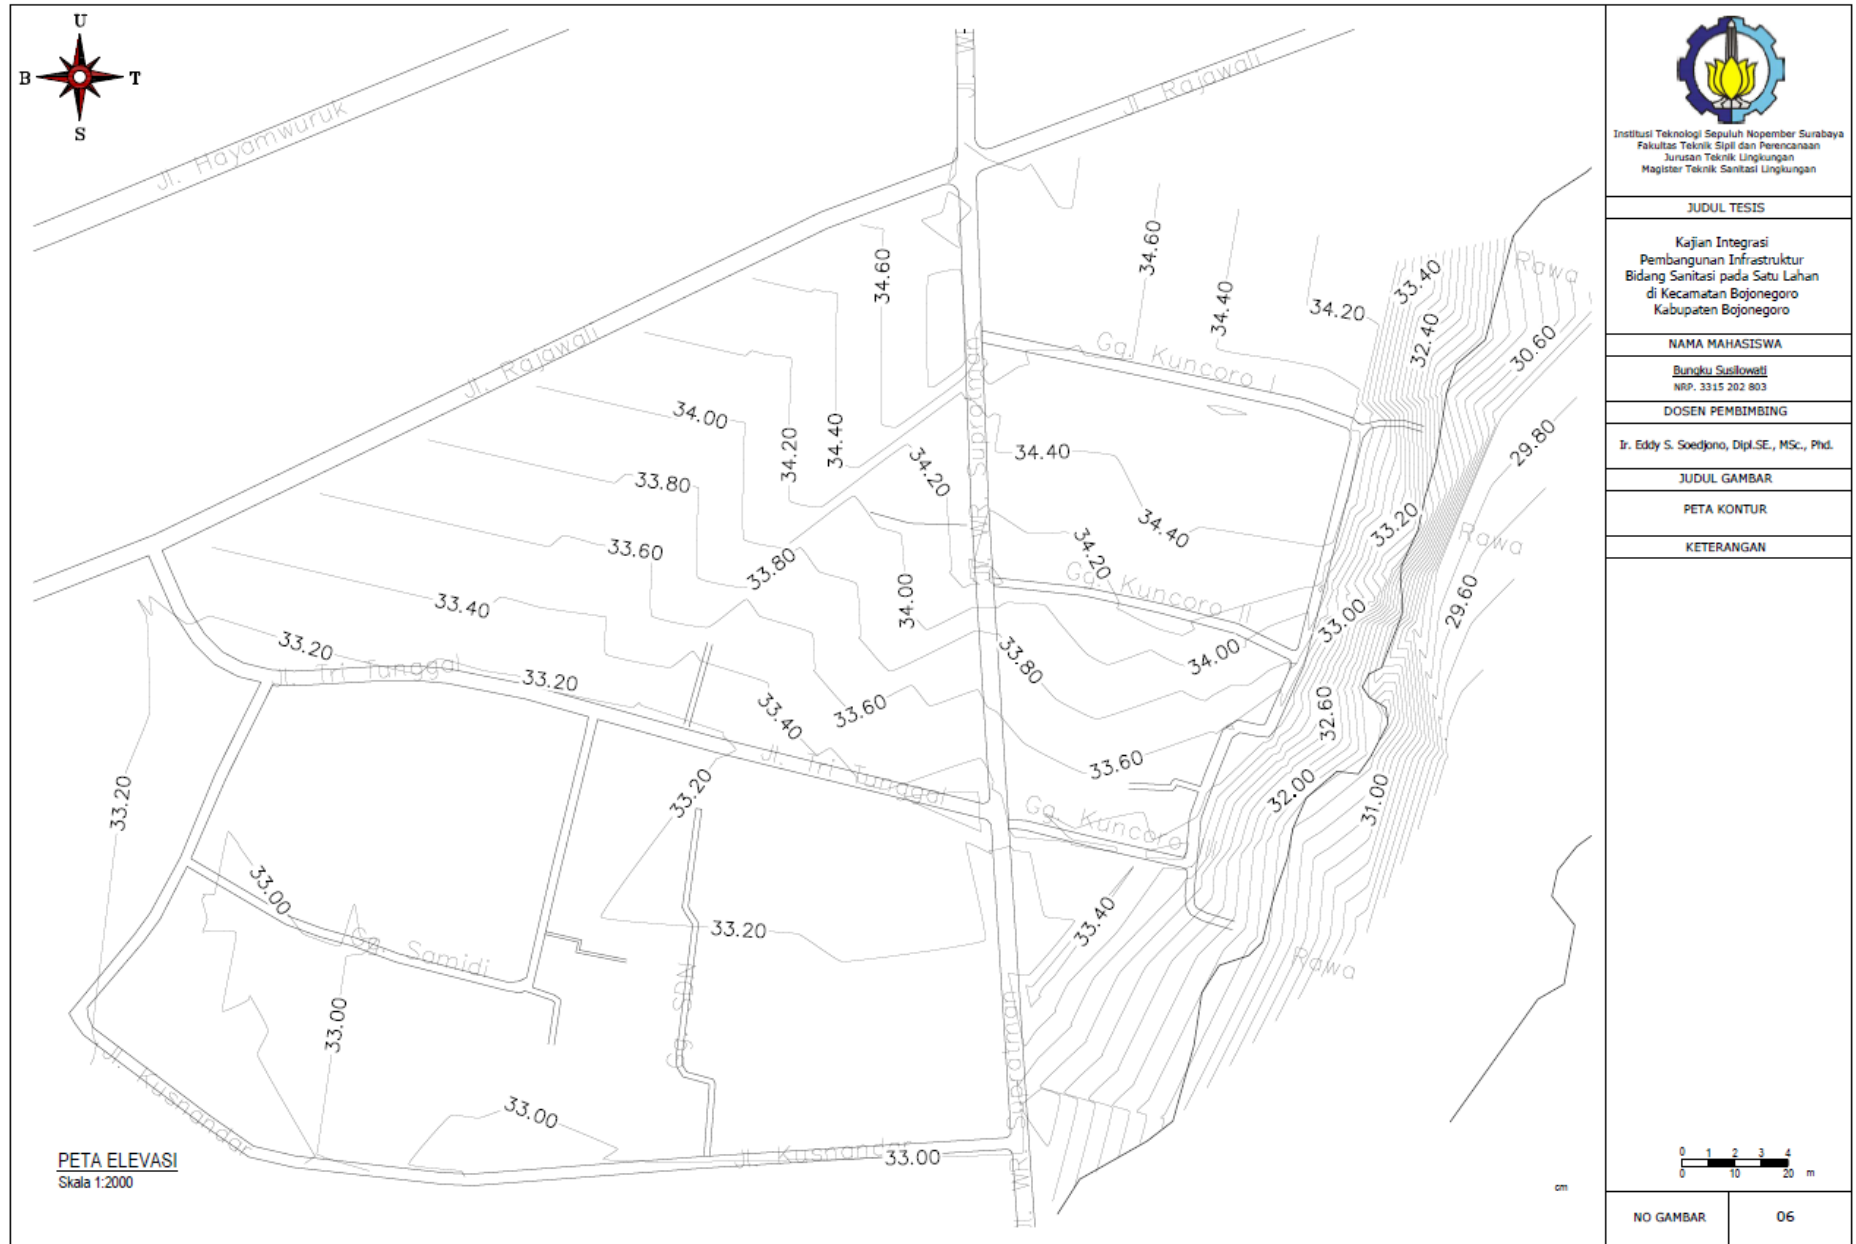 U
B
T
S
Jl. Hayamwuruk
Jl. Rajawali
Jl. W
34.60
34.60
34.40
34.20
33.40
32.40
Rawa
30.60
Jl. Rajawali
Gg. Kuncoro I
WR. Supratman
34.00
34.20
34.40
34.20
34.40
29.80
33.80
34.40
33.20
Rawa
33.60
33.80
34.00
34.20
Gg. Kuncoro II
29.60
33.40
33.00
33.20
Jl. Tri Tunggal
33.20
33.80
34.00
33.40
33.60
32.60
33.20
33.20
Jl. Tri Tunggal
33.60
32.00
31.00
Gg. Kuncoro
33.00
33.20
33.40
Gg. Samidi
Gg. SDN
Rawa
33.00
Jl. Kusnandar
33.00
Jl. Kusnandar
33.00
Jl. WR. Supratman
PETA ELEVASI
Skala 1:2000
cm
Institusi Teknologi Sepuluh Nopember Surabaya
Fakultas Teknik Sipil dan Perencanaan
Jurusan Teknik Lingkungan
Magister Teknik Sanitasi Lingkungan
JUDUL TESIS
Kajian Integrasi
Pembangunan Infrastruktur
Bidang Sanitasi pada Satu Lahan
di Kecamatan Bojonegoro
Kabupaten Bojonegoro
NAMA MAHASISWA
Bungku Susilowati
NRP. 3315 202 803
DOSEN PEMBIMBING
Ir. Eddy S. Soedjono, Dipl.SE., MSc., Phd.
JUDUL GAMBAR
PETA KONTUR
KETERANGAN
0 1 2 3 4
0 10 20 m
NO GAMBAR
06